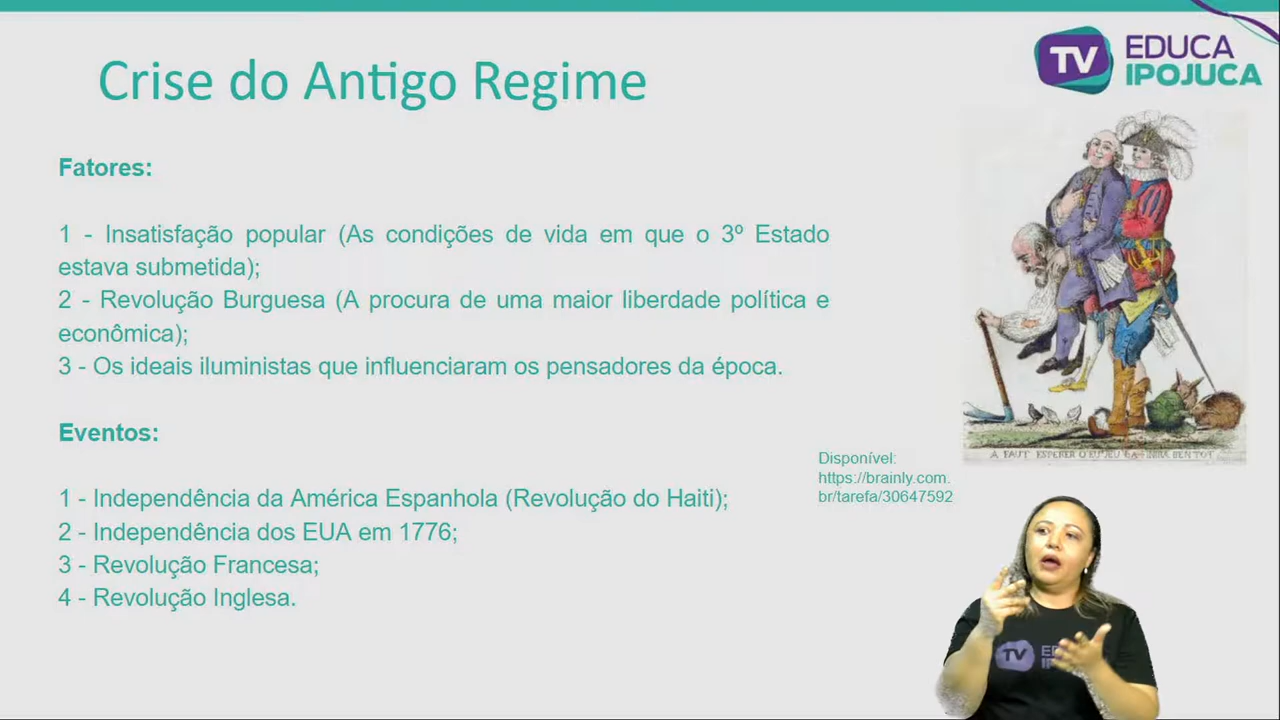 TV EDUCA
IPOJUCA
Crise do Antigo Regime
Fatores:
1 - Insatisfação popular (As condições de vida em que o 3º Estado
estava submetida);
2 - Revolução Burguesa (A procura de uma maior liberdade política e
econômica);
3 - Os ideais iluministas que influenciaram os pensadores da época.
Eventos:
1 - Independência da América Espanhola (Revolução do Haiti);
2 - Independência dos EUA em 1776;
3 - Revolução Francesa;
4 - Revolução Inglesa.
A FAUT ESPERER
Disponível:
https://brainly.com.
br/tarefa/30647592
TV